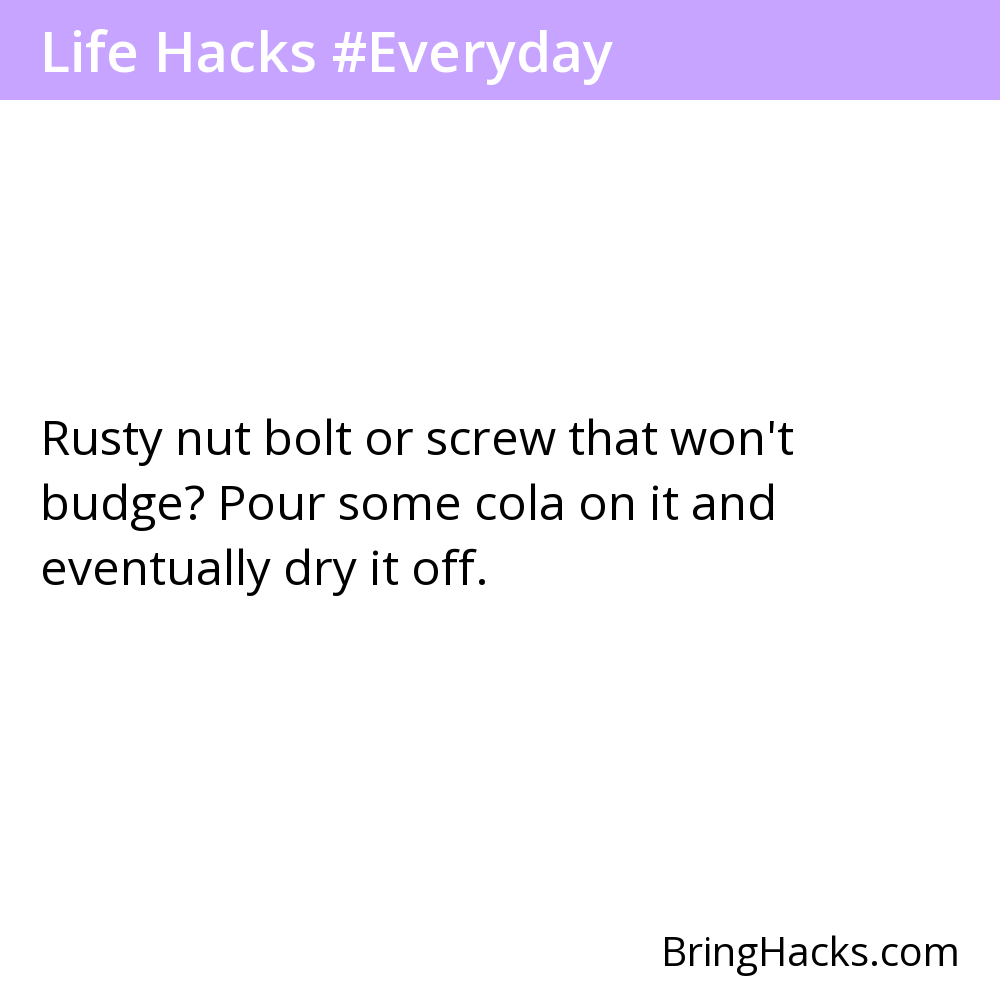 Life Hacks #Everyday
Rusty nut bolt or screw that won't
budge? Pour some cola on it and
eventually dry it off.
BringHacks.com